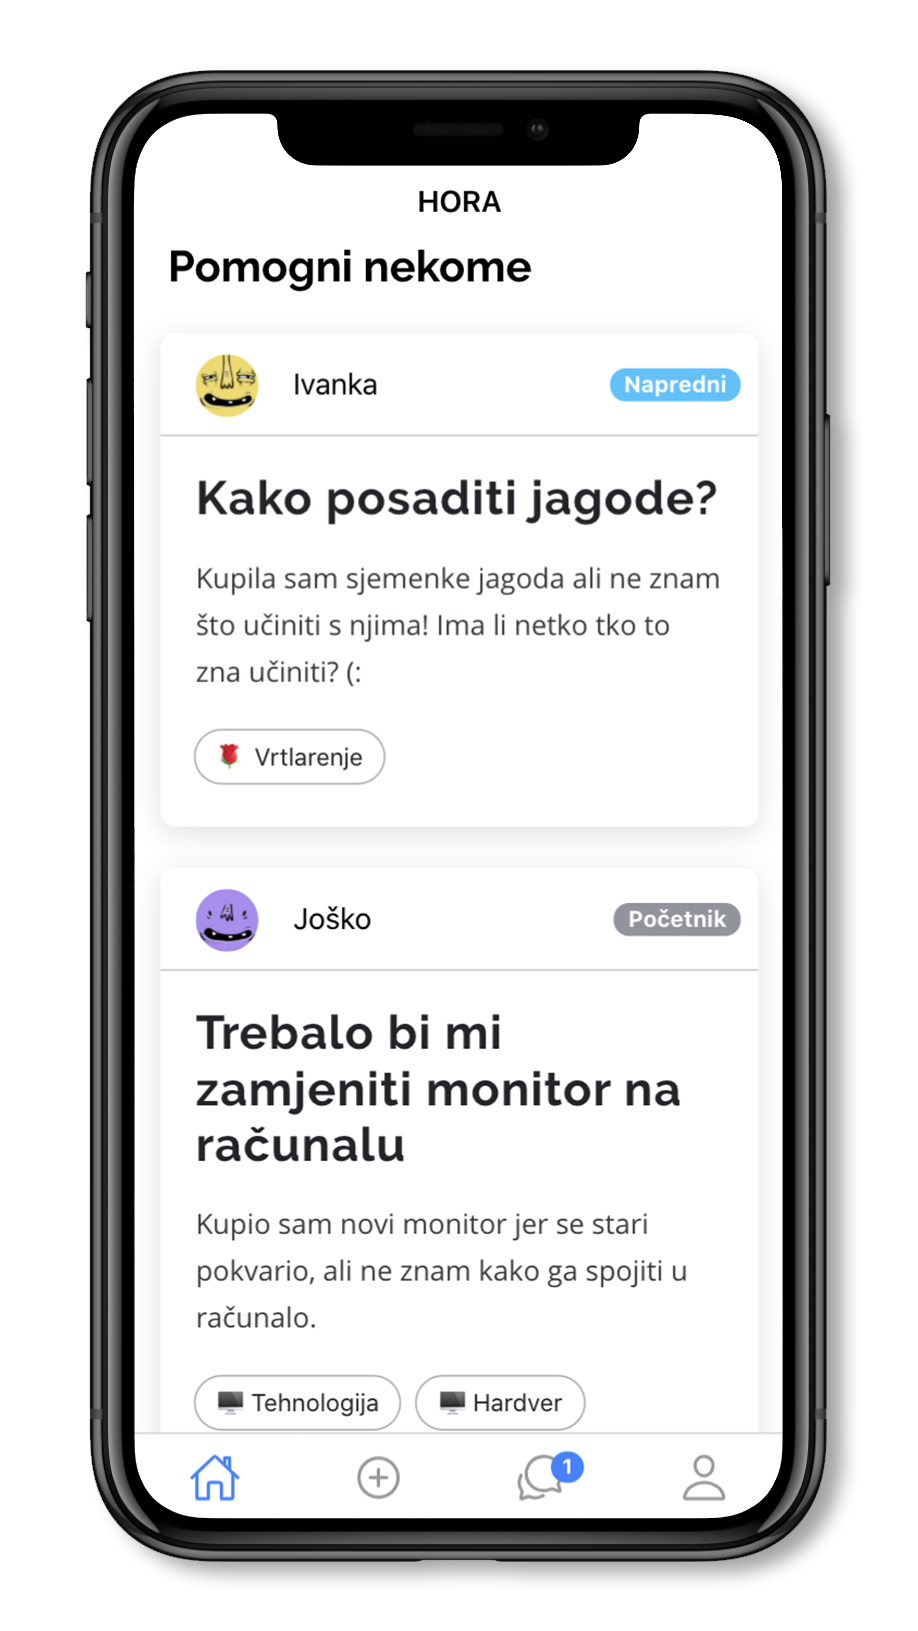 HORA
Pomogni nekome
Ivanka
Napredni
Kako posaditi jagode?
Kupila sam sjemenke jagoda ali ne znam
što učiniti s njima! Ima li netko tko to
zna učiniti? (:
Vrtlarenje
Joško
Početnik
Trebalo bi mi
zamjeniti monitor na
računalu
Kupio sam novi monitor jer se stari
pokvario, ali ne znam kako ga spojiti u
računalo.
Tehnologija
Hardver
1